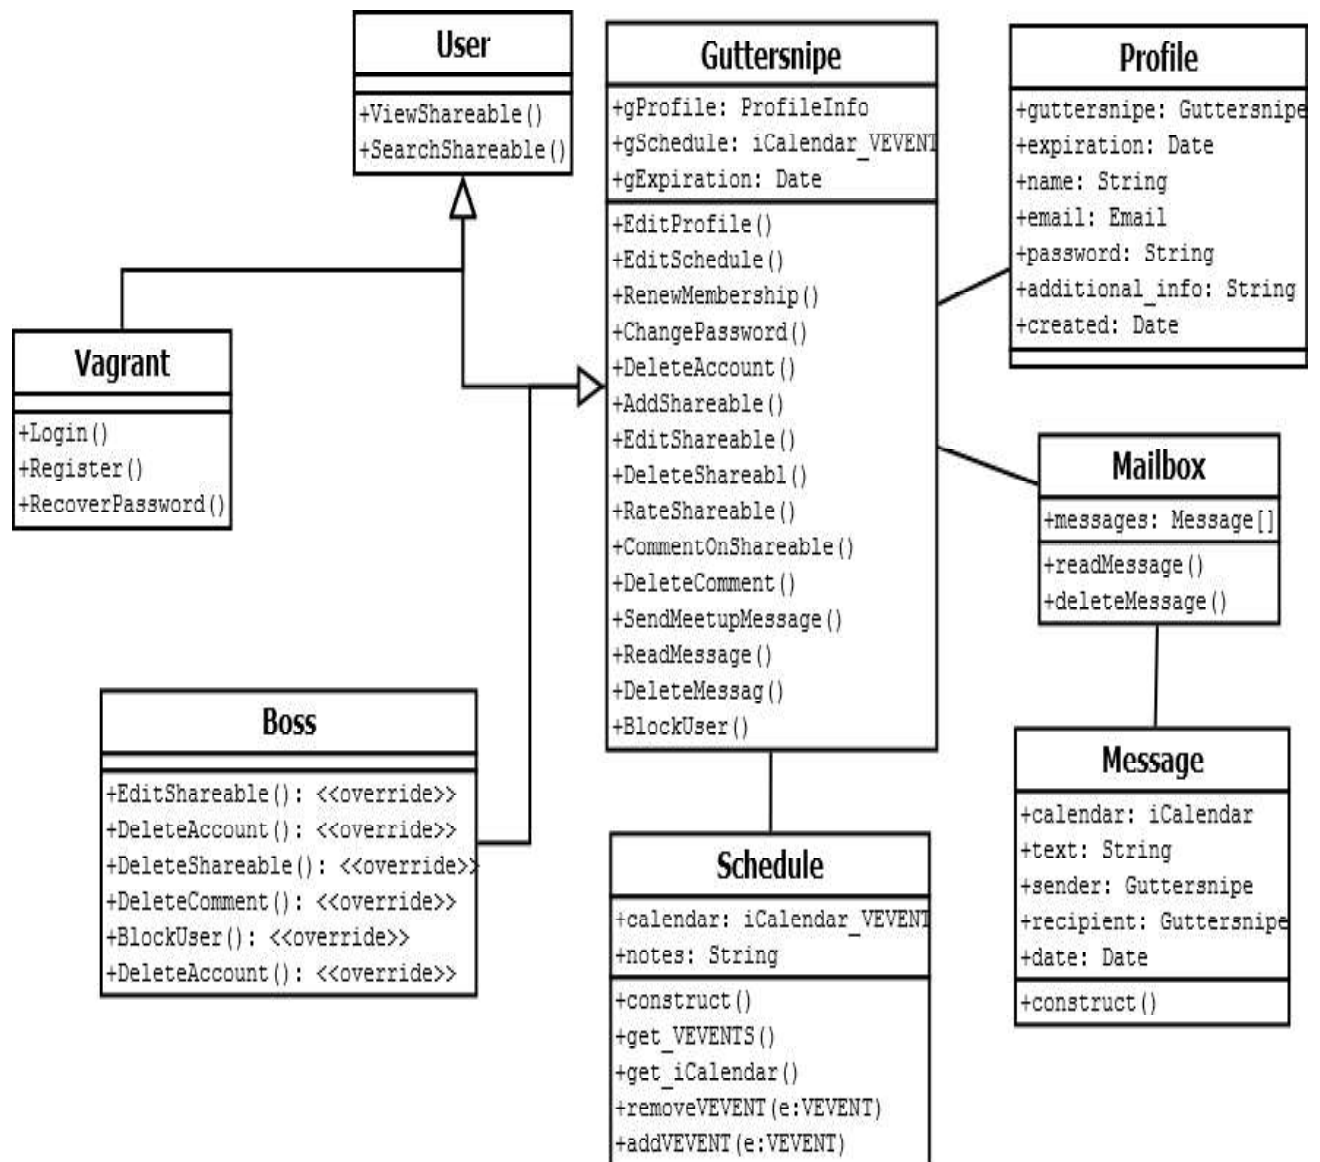 User
+ViewShareable()
+SearchShareable()
Guttersnipe
+gProfile: ProfileInfo
+gSchedule: iCalendar_VEVENT
+gExpiration: Date
+EditProfile()
+EditSchedule()
+RenewMembership()
+ChangePassword()
+DeleteAccount()
+AddShareable()
+EditShareable()
+DeleteShareabl()
+RateShareable()
+CommentOnShareable()
+DeleteComment()
+SendMeetupMessage()
+ReadMessage()
+DeleteMessag()
+BlockUser()
Profile
+guttersnipe: Guttersnipe
+expiration: Date
+name: String
+email: Email
+password: String
+additional_info: String
+created: Date
Vagrant
+Login()
+Register()
+RecoverPassword()
Mailbox
+messages: Message[]
+readMessage()
+deleteMessage()
Boss
+EditShareable(): <<override>>
+DeleteAccount(): <<override>>
+DeleteShareable(): <<override>>
+DeleteComment(): <<override>>
+BlockUser(): <<override>>
+DeleteAccount(): <<override>>
Message
+calendar: iCalendar
+text: String
+sender: Guttersnipe
+recipient: Guttersnipe
+date: Date
+construct()
Schedule
+calendar: iCalendar_VEVENT
+notes: String
+construct()
+get_VEVENTS()
+get_iCalendar()
+removeVEVENT(e:VEVENT)
+addVEVENT(e:VEVENT)